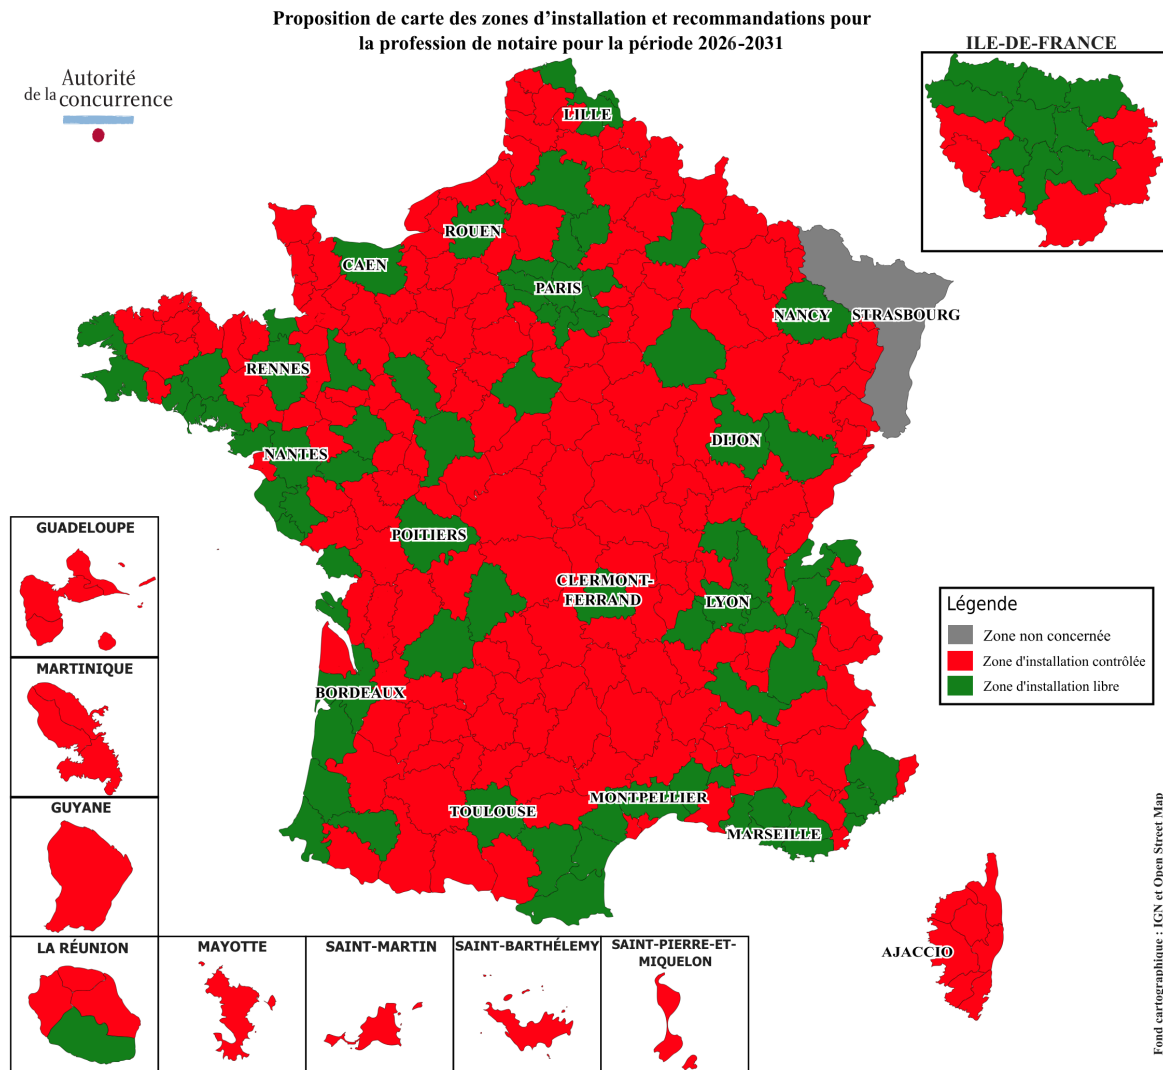 Proposition de carte des zones d’installation et recommandations pour
la profession de notaire pour la période 2026-2031
Autorité
de la concurrence
ILE-DE-FRANCE
LILLE
ROUEN
CAEN
PARIS
NANCY
STRASBOURG
RENNES
DIJON
NANTES
POITIERS
CLERMONT-
FERRAND
LYON
BORDEAUX
MONTPELLIER
TOULOUSE
MARSEILLE
AJACCIO
GUADELOUPE
MARTINIQUE
GUYANE
LA RÉUNION
MAYOTTE
SAINT-MARTIN
SAINT-BARTHÉLEMY
SAINT-PIERRE-ET-
MIQUELON
Légende
Zone non concernée
Zone d'installation contrôlée
Zone d'installation libre
Fond cartographique : IGN et Open Street Map